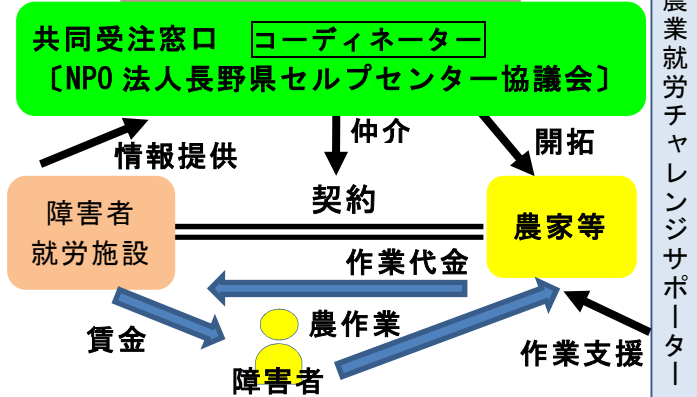 共同受注窓口　コーディネーター
〔NPO法人長野県セルプセンター協議会〕
情報提供
仲介
開拓
障害者
就労施設
契約
農家等
作業代金
賃金
農作業
障害者
作業支援
農業就労チャレンジサポーター